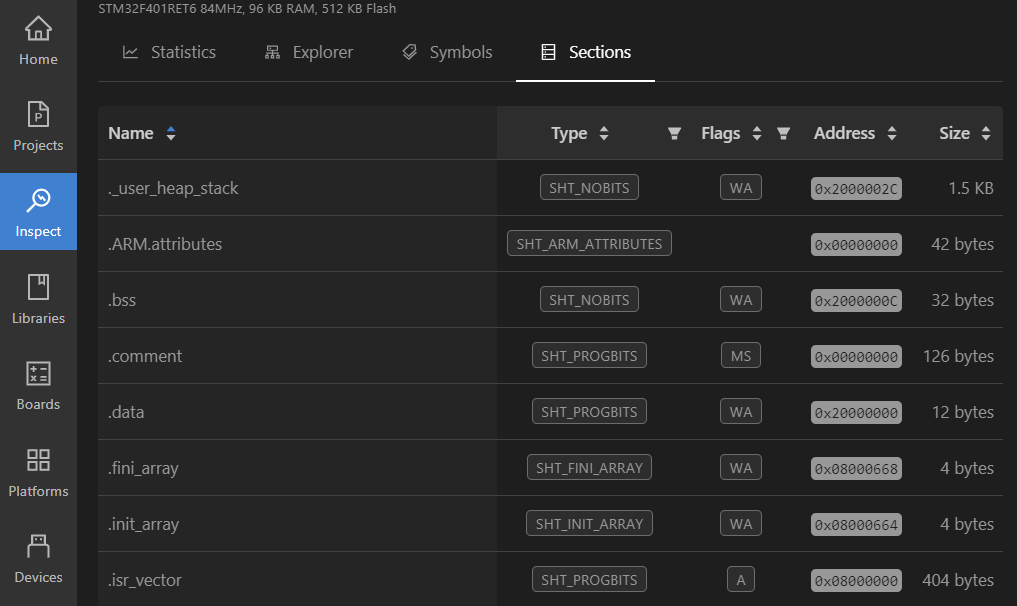 STM32F401RET6 84MHz, 96 KB RAM, 512 KB Flash
Home
Projects
Inspect
Libraries
Boards
Platforms
Devices
Statistics Explorer Symbols Sections
Name Type Flags Address Size
._user_heap_stack SHT_NOBITS WA 0x2000002C 1.5 KB
.ARM.attributes SHT_ARM_ATTRIBUTES 0x00000000 42 bytes
.bss SHT_NOBITS WA 0x2000000C 32 bytes
.comment SHT_PROGBITS MS 0x00000000 126 bytes
.data SHT_PROGBITS WA 0x20000000 12 bytes
.fini_array SHT_FINI_ARRAY WA 0x08000668 4 bytes
.init_array SHT_INIT_ARRAY WA 0x08000664 4 bytes
.isr_vector SHT_PROGBITS A 0x08000000 404 bytes